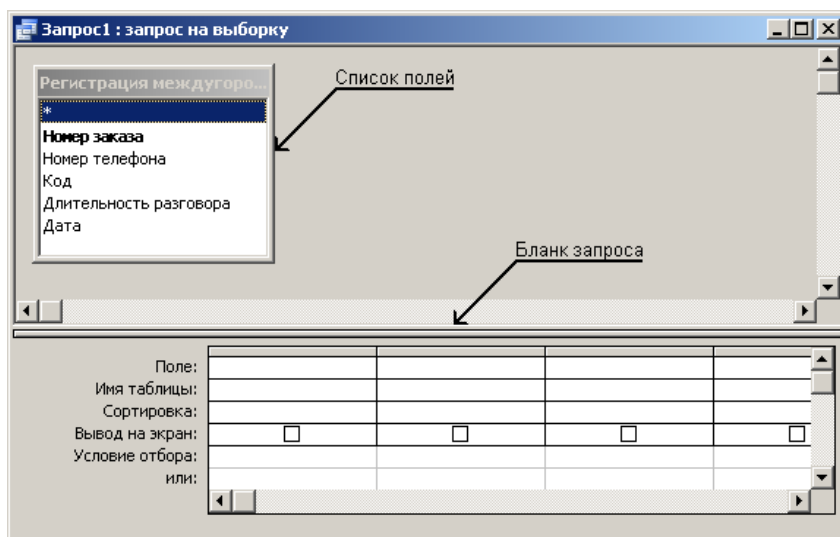 Запрос1 : запрос на выборку
Регистрация междугоро...
Список полей
*
Номер заказа
Номер телефона
Код
Длительность разговора
Дата
Бланк запроса
Поле:
Имя таблицы:
Сортировка:
Вывод на экран:
Условие отбора:
или: